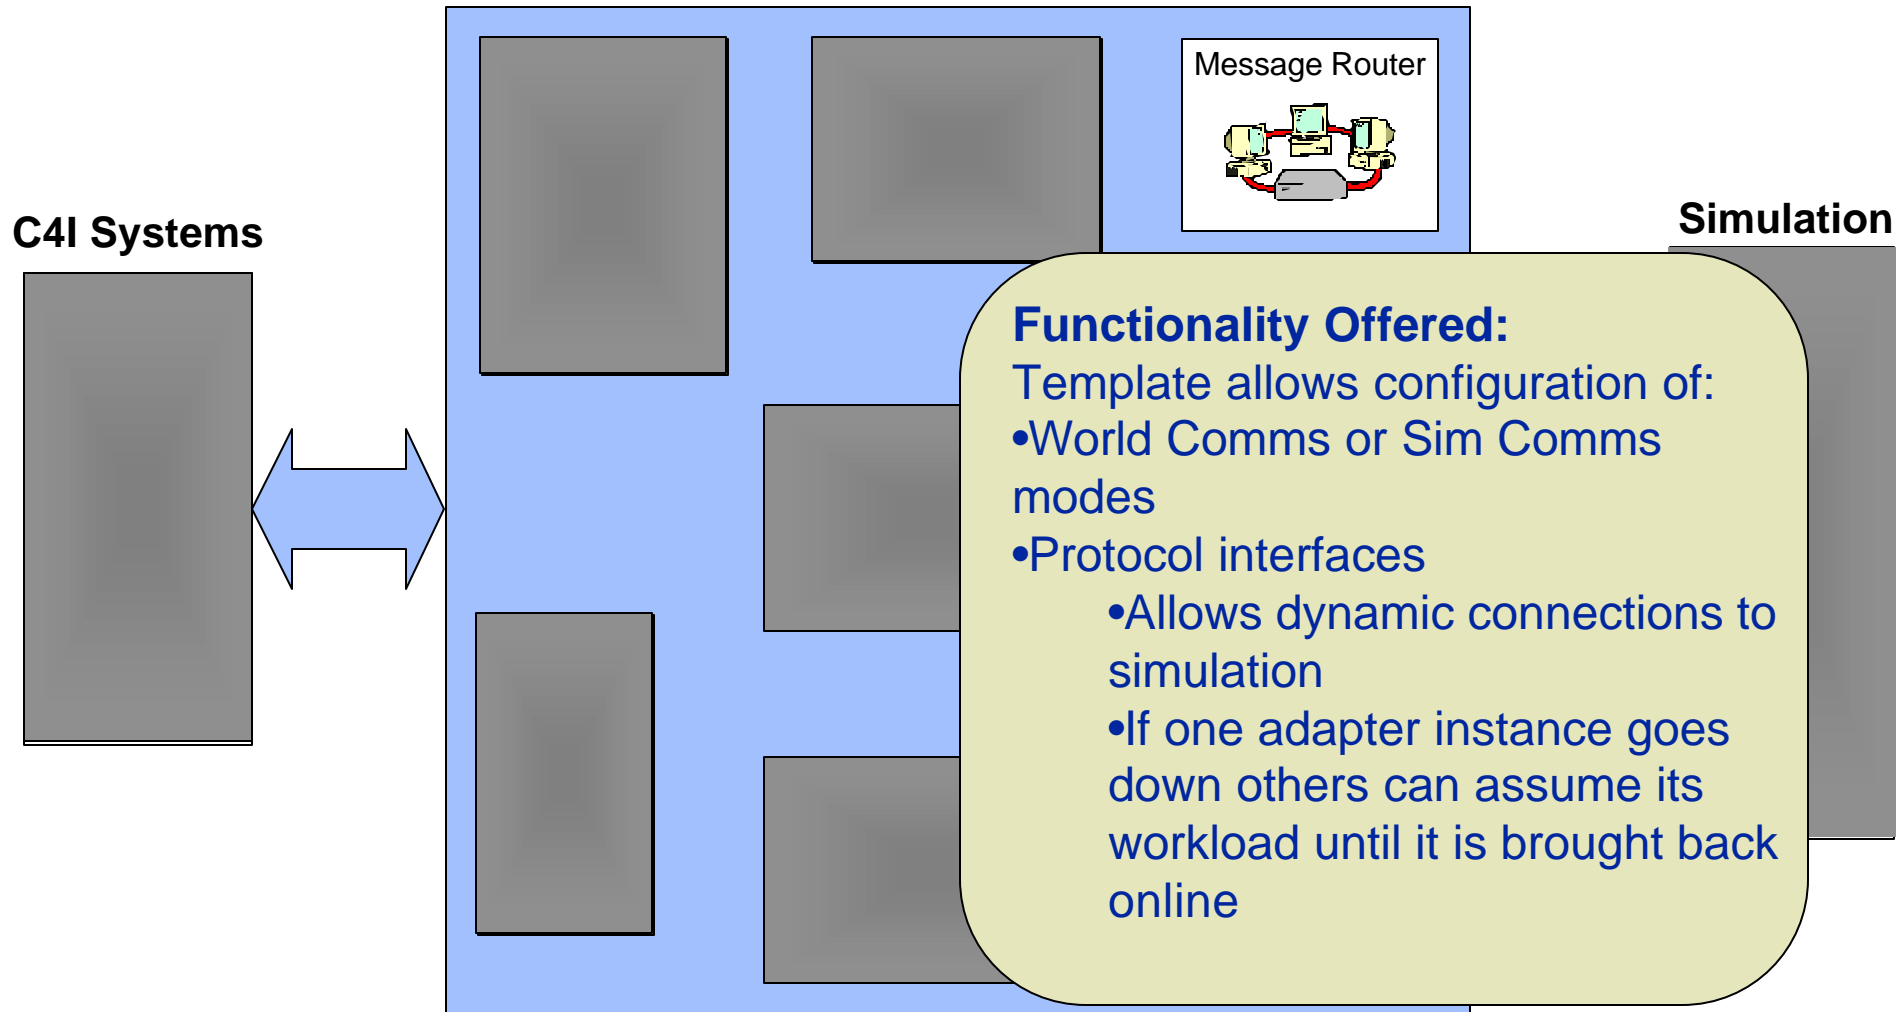 Message Router
C4I Systems
Simulation
Functionality Offered:
Template allows configuration of:
•World Comms or Sim Comms
modes
•Protocol interfaces
•Allows dynamic connections to
simulation
•If one adapter instance goes
down others can assume its
workload until it is brought back
online